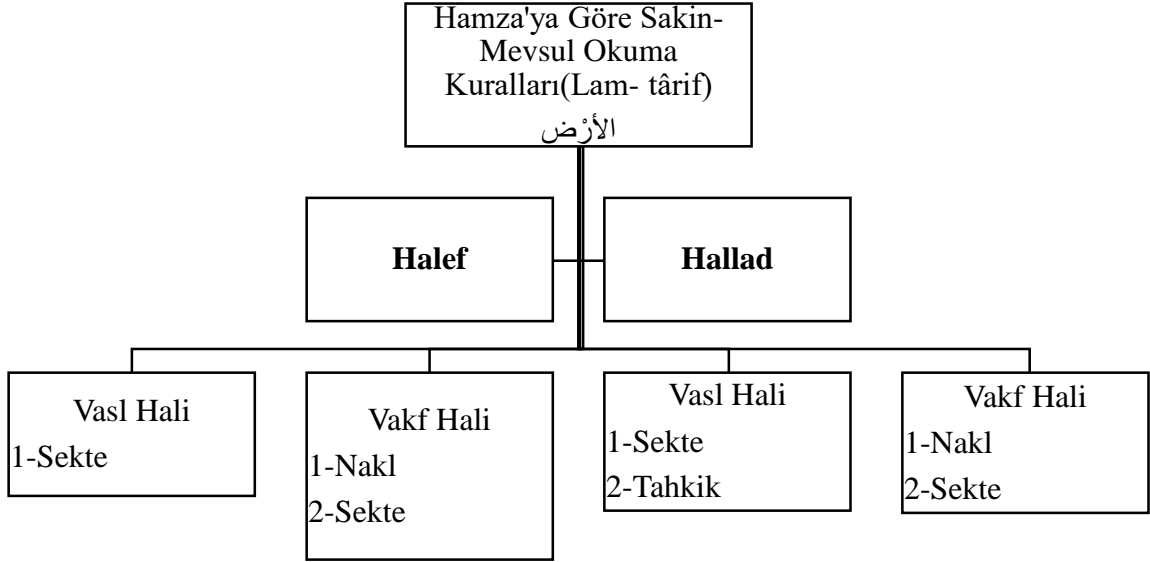 Hamza'ya Göre Sakin-
Mevsul Okuma
Kuralları(Lam- târif)
الأرْض
Halef
Hallad
Vasl Hali
1-Sekte
Vakf Hali
1-Nakl
2-Sekte
Vasl Hali
1-Sekte
2-Tahkik
Vakf Hali
1-Nakl
2-Sekte